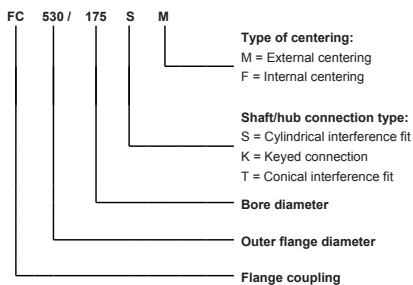 FC 530 / 175 S M
Type of centering:
M = External centering
F = Internal centering
Shaft/hub connection type:
S = Cylindrical interference fit
K = Keyed connection
T = Conical interference fit
Bore diameter
Outer flange diameter
Flange coupling